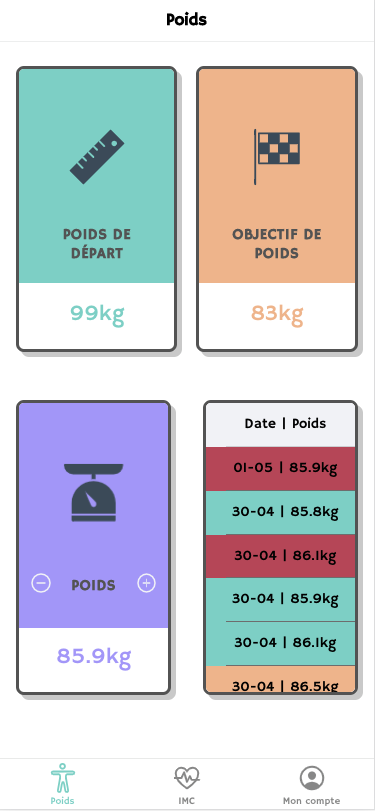 Poids
POIDS DE
DÉPART
99kg
OBJECTIF DE
POIDS
83kg
POIDS
85.9kg
Date | Poids
01-05 | 85.9kg
30-04 | 85.8kg
30-04 | 86.1kg
30-04 | 85.9kg
30-04 | 86.1kg
30-04 | 86.5kg
Poids
IMC
Mon compte